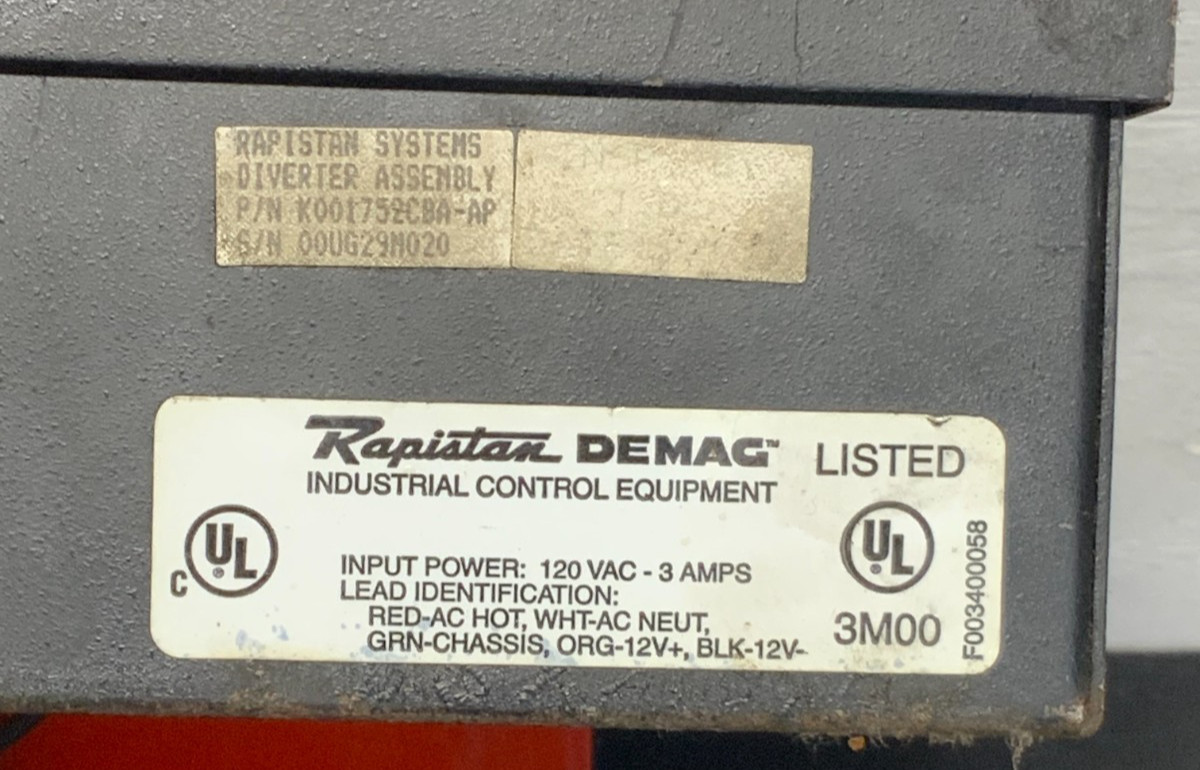 RAPISTAN SYSTEMS
DIVERTER ASSEMBLY
P/N K001752CBA-AP
S/N 00UG29M020
Rapistan DEMAG™ LISTED
INDUSTRIAL CONTROL EQUIPMENT
C UL
UL
INPUT POWER: 120 VAC - 3 AMPS
LEAD IDENTIFICATION:
RED-AC HOT, WHT-AC NEUT,
GRN-CHASSIS, ORG-12V+, BLK-12V-
3M00
F003400058